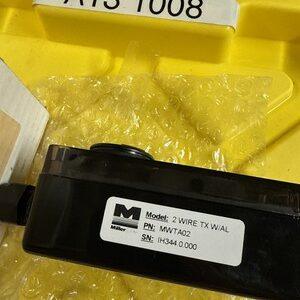 ATS 1008
M
Miller
Model: 2 WIRE TX W/AL
PN: MWTA02
SN: IH344.0.000